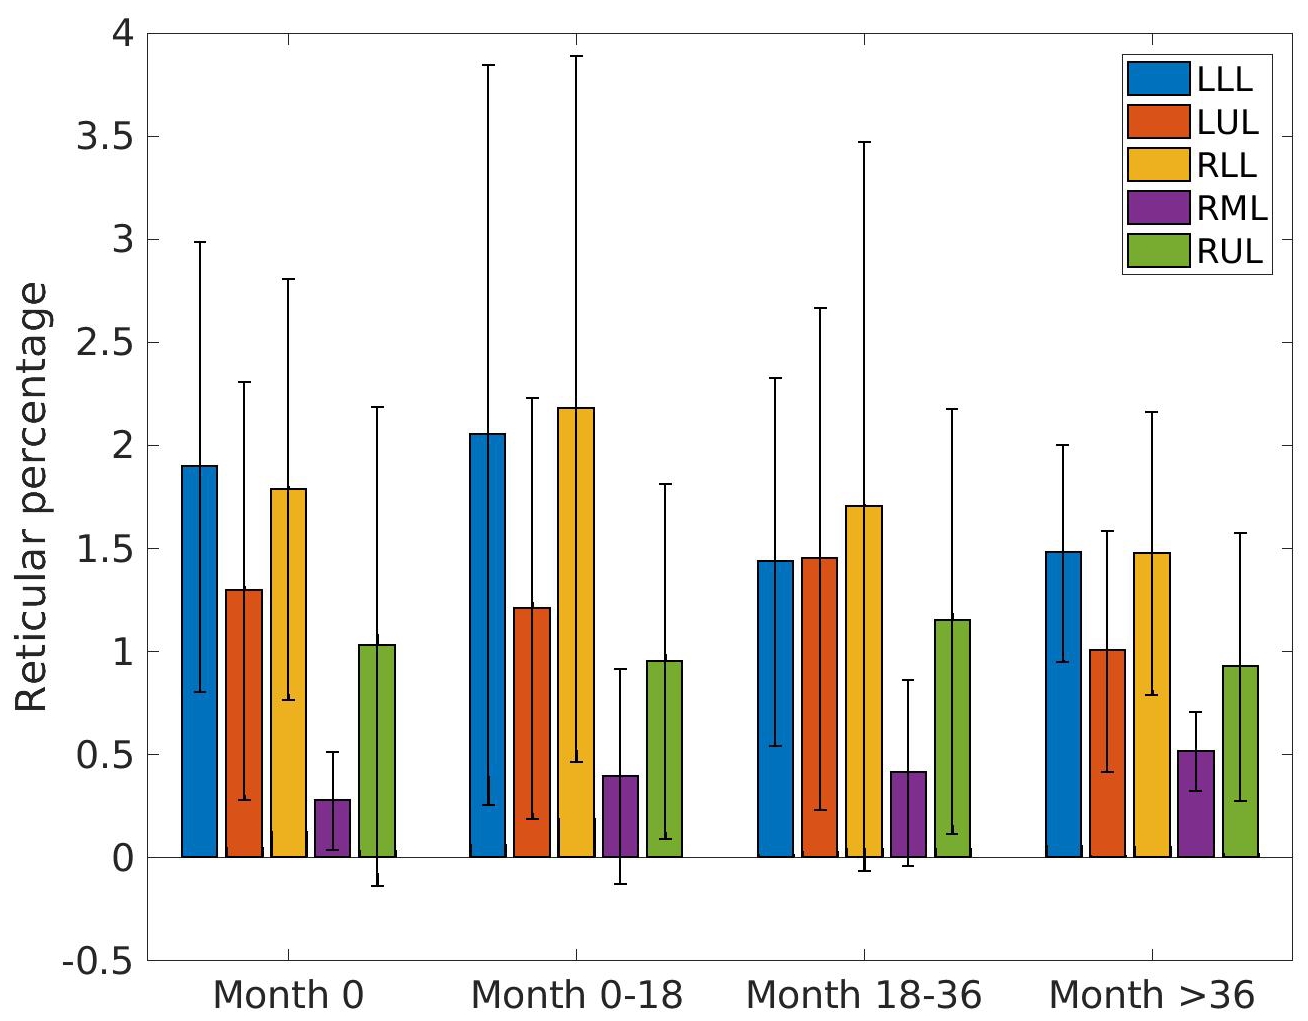 4
3.5
3
2.5
2
1.5
1
0.5
0
-0.5
Reticular percentage
Month 0
Month 0-18
Month 18-36
Month >36
LLL
LUL
RLL
RML
RUL